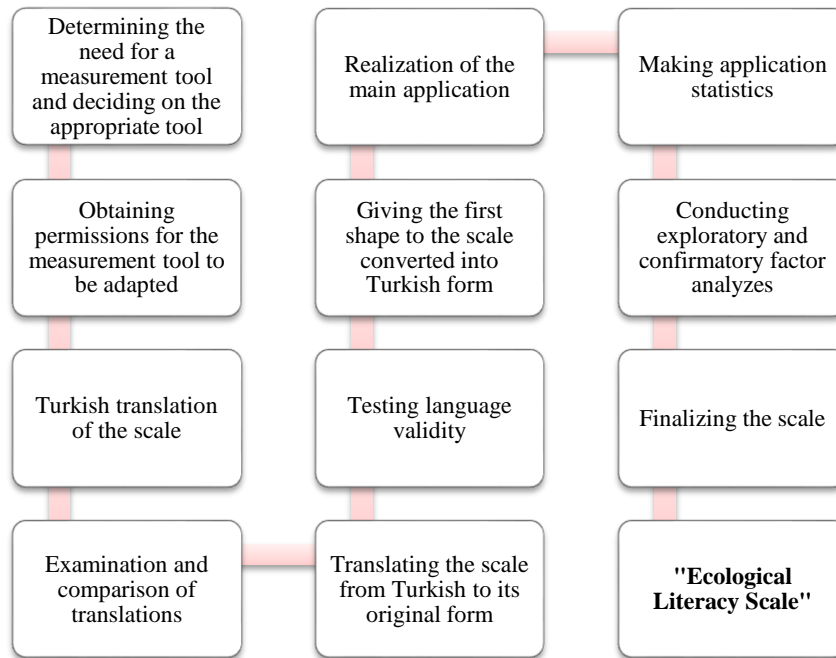 Determining the
need for a
measurement tool
and deciding on the
appropriate tool
Obtaining
permissions for the
measurement tool to
be adapted
Turkish translation
of the scale
Examination and
comparison of
translations
Translating the scale
from Turkish to its
original form
Testing language
validity
Giving the first
shape to the scale
converted into
Turkish form
Realization of the
main application
Making application
statistics
Conducting
exploratory and
confirmatory factor
analyzes
Finalizing the scale
"Ecological
Literacy Scale"